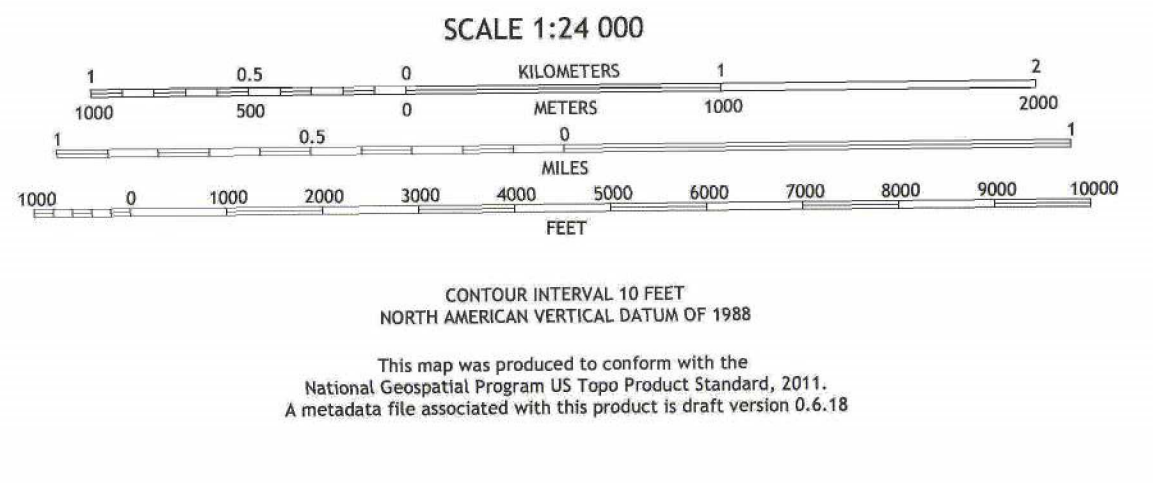 SCALE 1:24 000
1 0.5 0 KILOMETERS 1 2
1000 500 0 METERS 1000 2000
1 0.5 0 1
MILES
1000 0 1000 2000 3000 4000 5000 6000 7000 8000 9000 10000
FEET
CONTOUR INTERVAL 10 FEET
NORTH AMERICAN VERTICAL DATUM OF 1988
This map was produced to conform with the
National Geospatial Program US Topo Product Standard, 2011.
A metadata file associated with this product is draft version 0.6.18